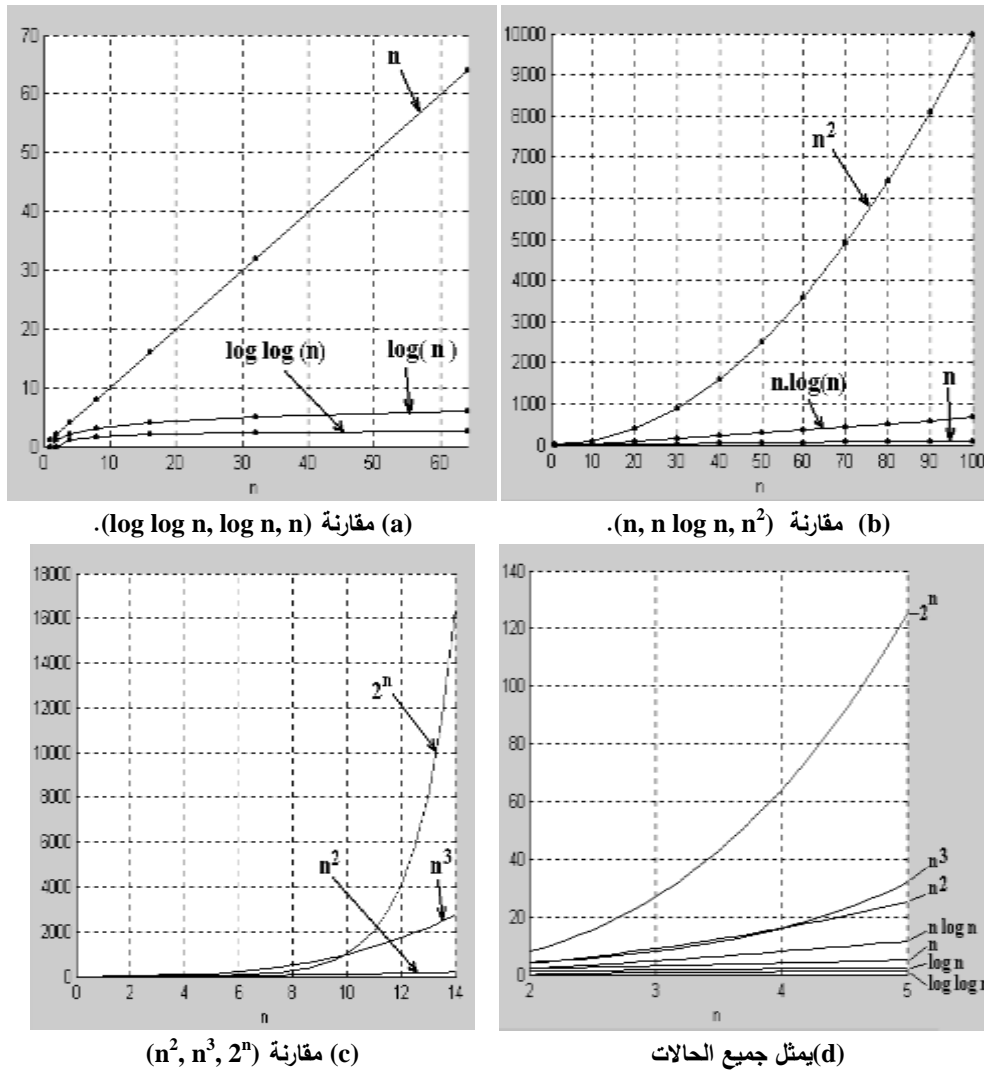 70
60
50
40
30
20
10
0
n
log log (n)
log( n )
0 10 20 30 40 50 60
n
(a) مقارنة (log log n, log n, n).
10000
9000
8000
7000
6000
5000
4000
3000
2000
1000
0
n²
n.log(n)
n
0 10 20 30 40 50 60 70 80 90 100
n
(b) مقارنة (n, n log n, n²).
18000
16000
14000
12000
10000
8000
6000
4000
2000
0
2ⁿ
n²
n³
0 2 4 6 8 10 12 14
n
(c) مقارنة (n², n³, 2ⁿ)
140
120
100
80
60
40
20
0
2ⁿ
n³
n²
n log n
n
log n
log log n
2 3 4 5
n
(d)يمثل جميع الحالات